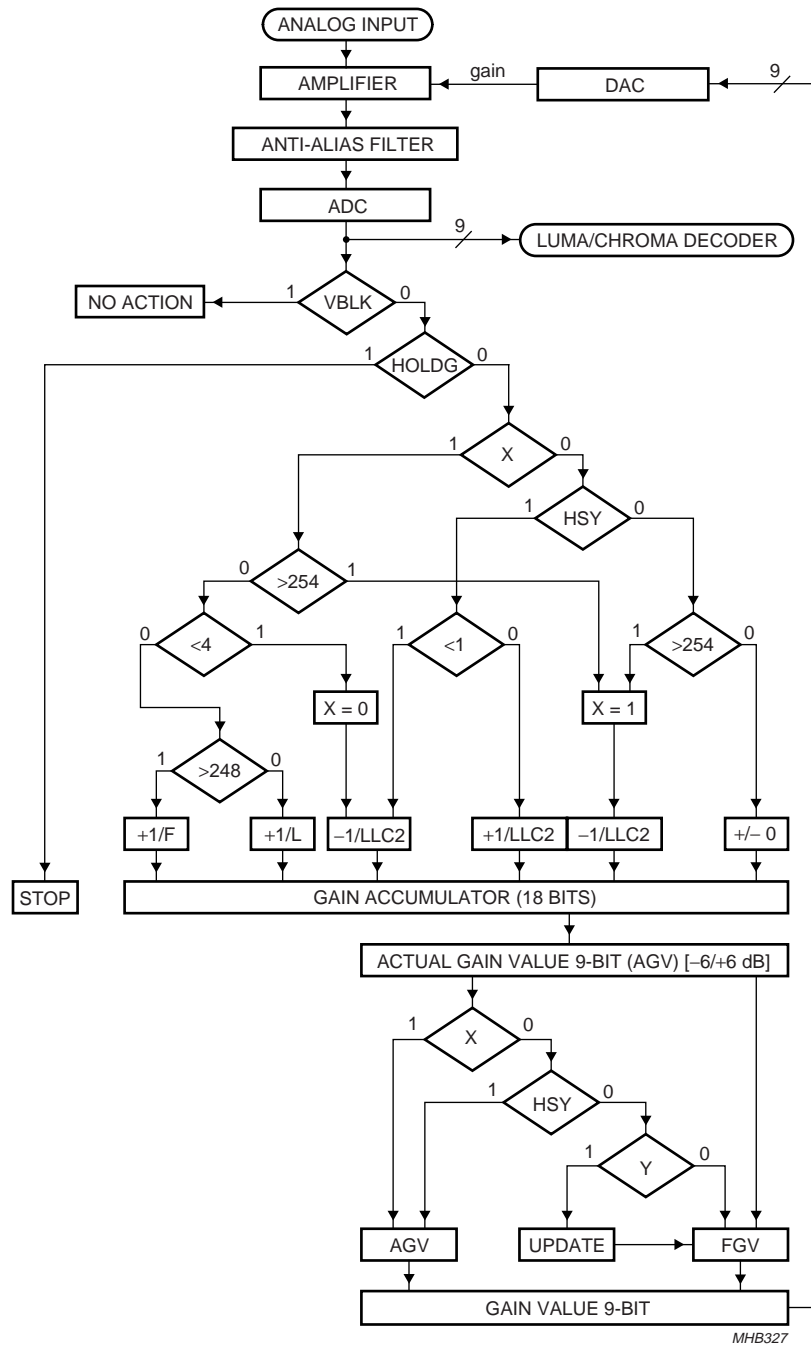 ANALOG INPUT
AMPLIFIER
gain
DAC
9
ANTI-ALIAS FILTER
ADC
9
LUMA/CHROMA DECODER
NO ACTION
1
VBLK
0
1
HOLDG
0
1
X
0
1
HSY
0
0
>254
1
0
<4
1
1
<1
0
1
>254
0
X = 0
X = 1
1
>248
0
+1/F
+1/L
−1/LLC2
+1/LLC2
−1/LLC2
+/− 0
STOP
GAIN ACCUMULATOR (18 BITS)
ACTUAL GAIN VALUE 9-BIT (AGV) [−6/+6 dB]
1
X
0
1
HSY
0
1
Y
0
AGV
UPDATE
FGV
GAIN VALUE 9-BIT
MHB327